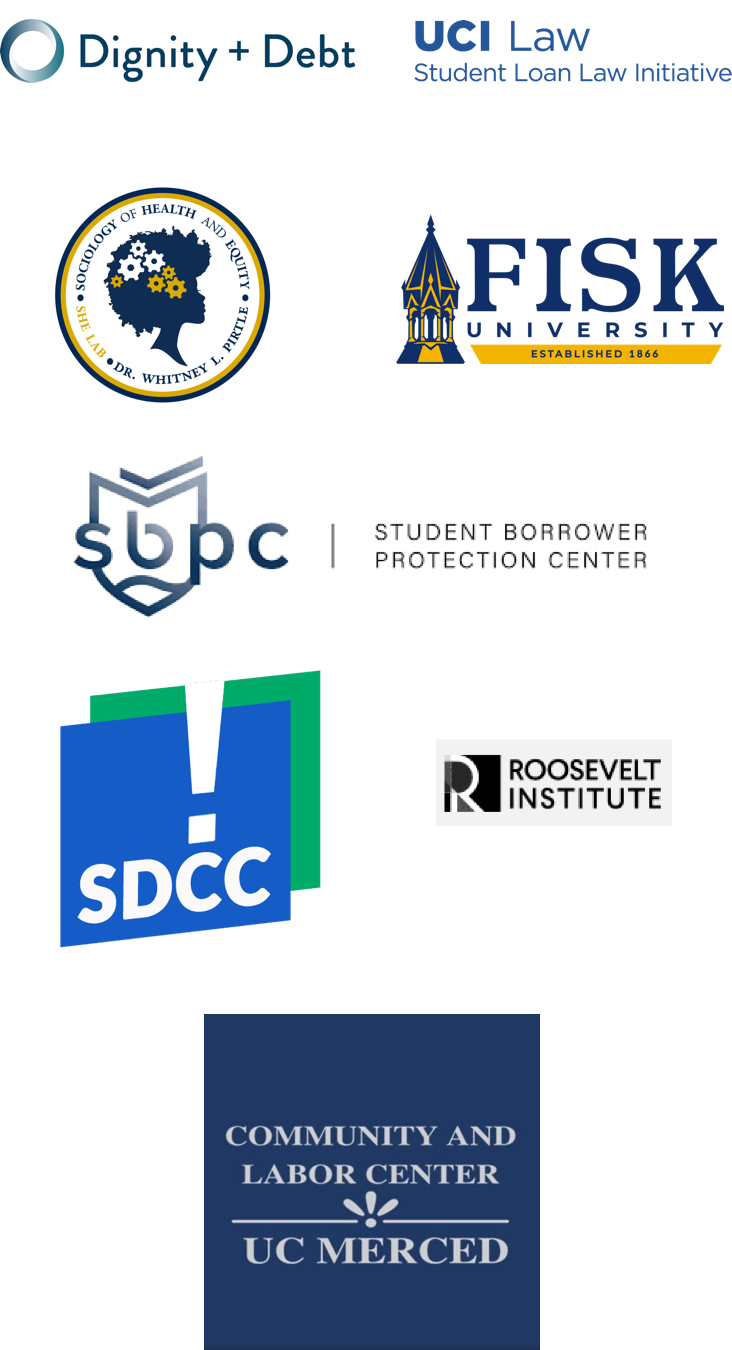 Dignity + Debt
UCI Law
Student Loan Law Initiative
SOCIOLOGY OF HEALTH AND EQUITY
SHE LAB • DR. WHITNEY L. PIRTLE
FISK
UNIVERSITY
ESTABLISHED 1866
sbpc
STUDENT BORROWER
PROTECTION CENTER
SDCC
ROOSEVELT
INSTITUTE
COMMUNITY AND
LABOR CENTER
UC MERCED